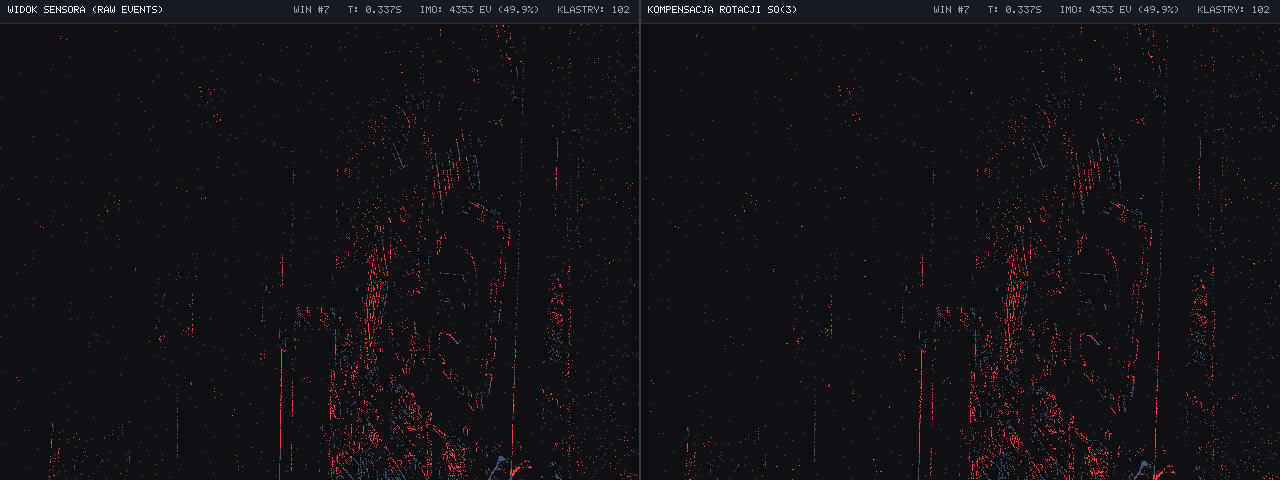 WIDOK SENSORA (RAW EVENTS) WIN #7 T: 0.337S IMO: 4353 EV (49.9%) KLASTRY: 102
KOMPENSACJA ROTACJI SO(3) WIN #7 T: 0.337S IMO: 4353 EV (49.9%) KLASTRY: 102